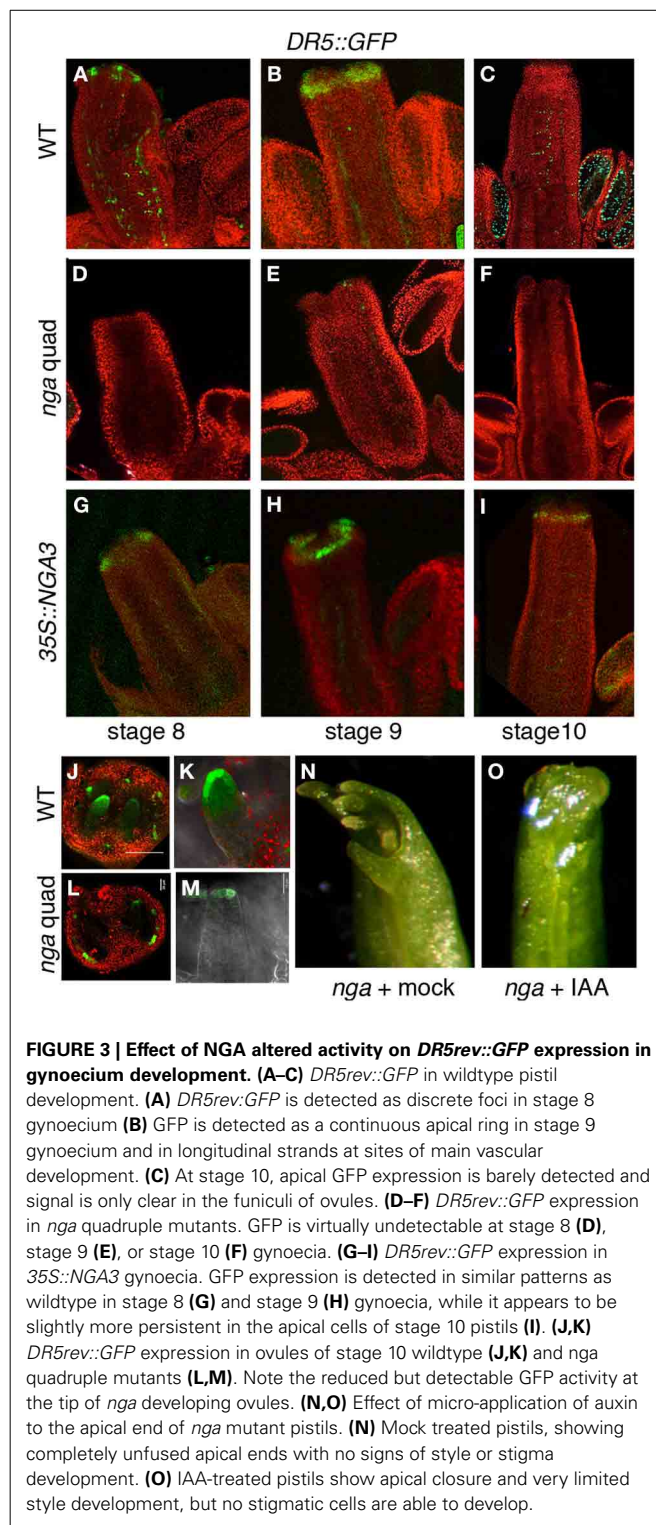 DR5::GFP
A B C
WT
D E F
nga quad
G H I
35S::NGA3
stage 8 stage 9 stage10
J K N O
WT
L M
nga quad
nga + mock nga + IAA
FIGURE 3 | Effect of NGA altered activity on DR5rev::GFP expression in
gynoecium development. (A–C) DR5rev::GFP in wildtype pistil
development. (A) DR5rev:GFP is detected as discrete foci in stage 8
gynoecium (B) GFP is detected as a continuous apical ring in stage 9
gynoecium and in longitudinal strands at sites of main vascular
development. (C) At stage 10, apical GFP expression is barely detected and
signal is only clear in the funiculi of ovules. (D–F) DR5rev::GFP expression
in nga quadruple mutants. GFP is virtually undetectable at stage 8 (D),
stage 9 (E), or stage 10 (F) gynoecia. (G–I) DR5rev::GFP expression in
35S::NGA3 gynoecia. GFP expression is detected in similar patterns as
wildtype in stage 8 (G) and stage 9 (H) gynoecia, while it appears to be
slightly more persistent in the apical cells of stage 10 pistils (I). (J,K)
DR5rev::GFP expression in ovules of stage 10 wildtype (J,K) and nga
quadruple mutants (L,M). Note the reduced but detectable GFP activity at
the tip of nga developing ovules. (N,O) Effect of micro-application of auxin
to the apical end of nga mutant pistils. (N) Mock treated pistils, showing
completely unfused apical ends with no signs of style or stigma
development. (O) IAA-treated pistils show apical closure and very limited
style development, but no stigmatic cells are able to develop.